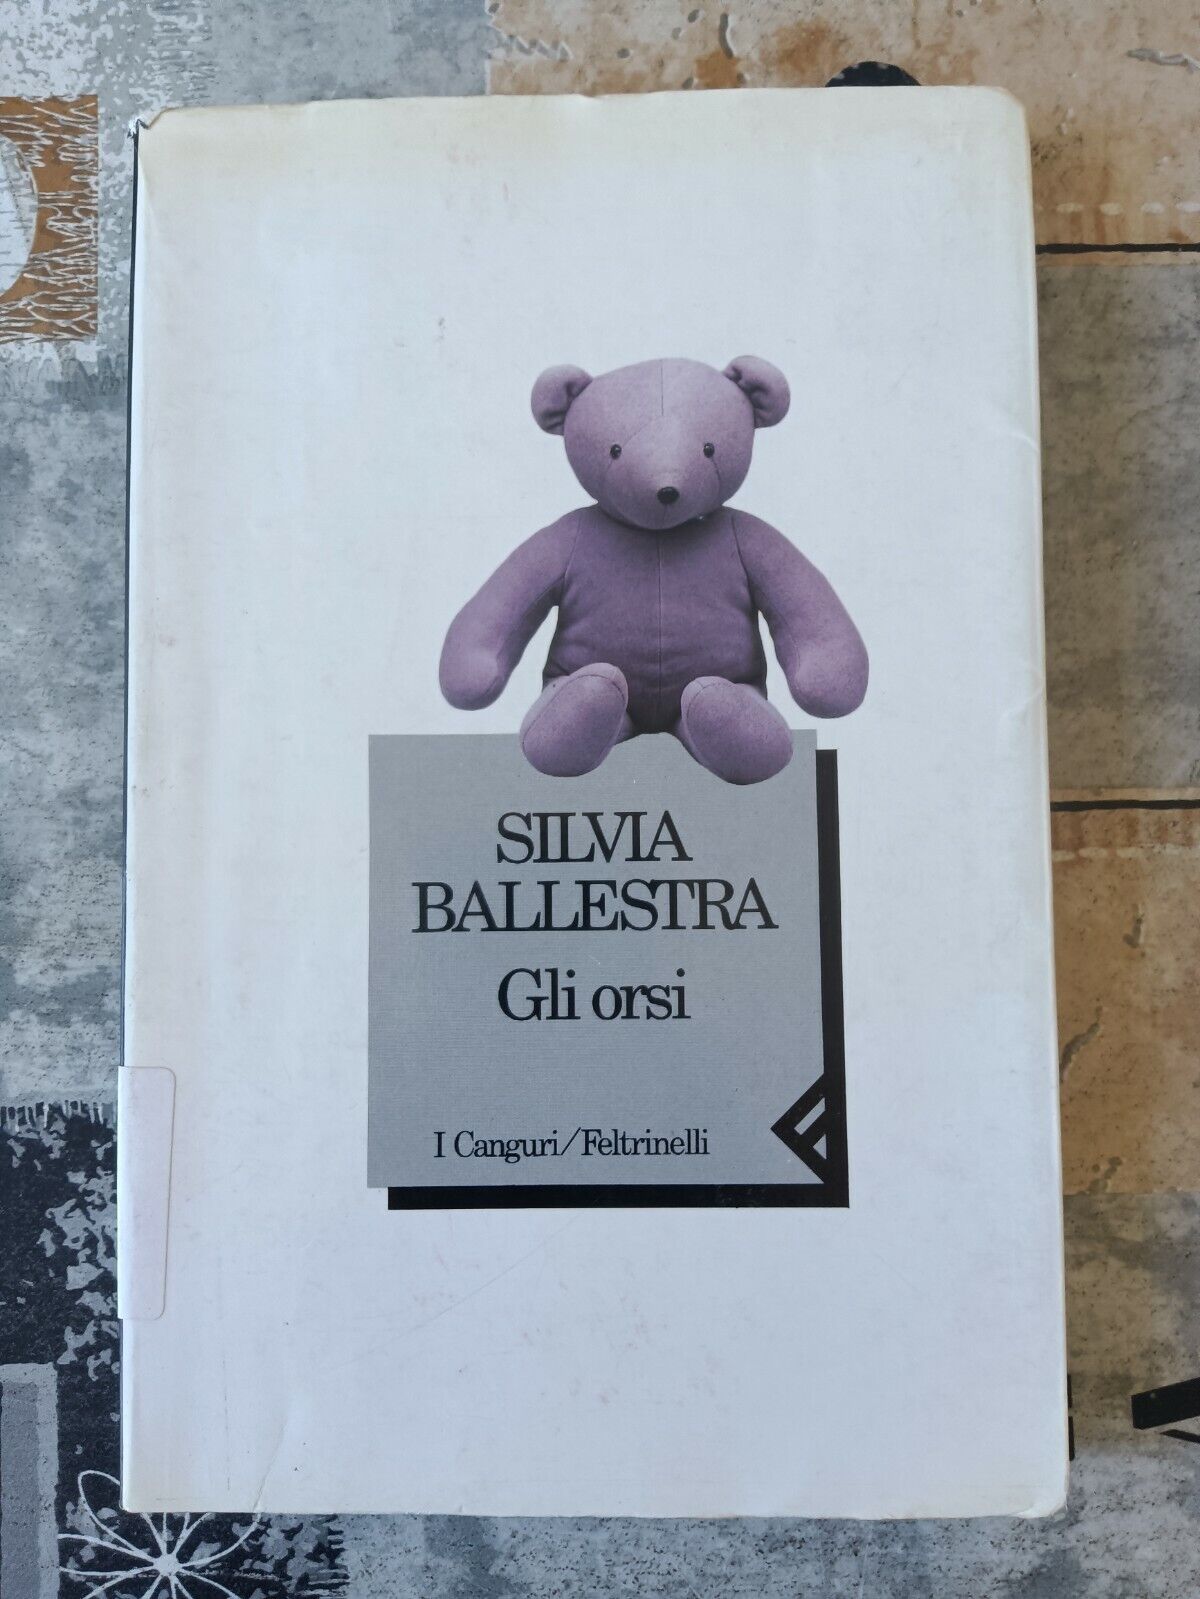 SILVIA
BALLESTRA
Gli orsi
I Canguri/Feltrinelli